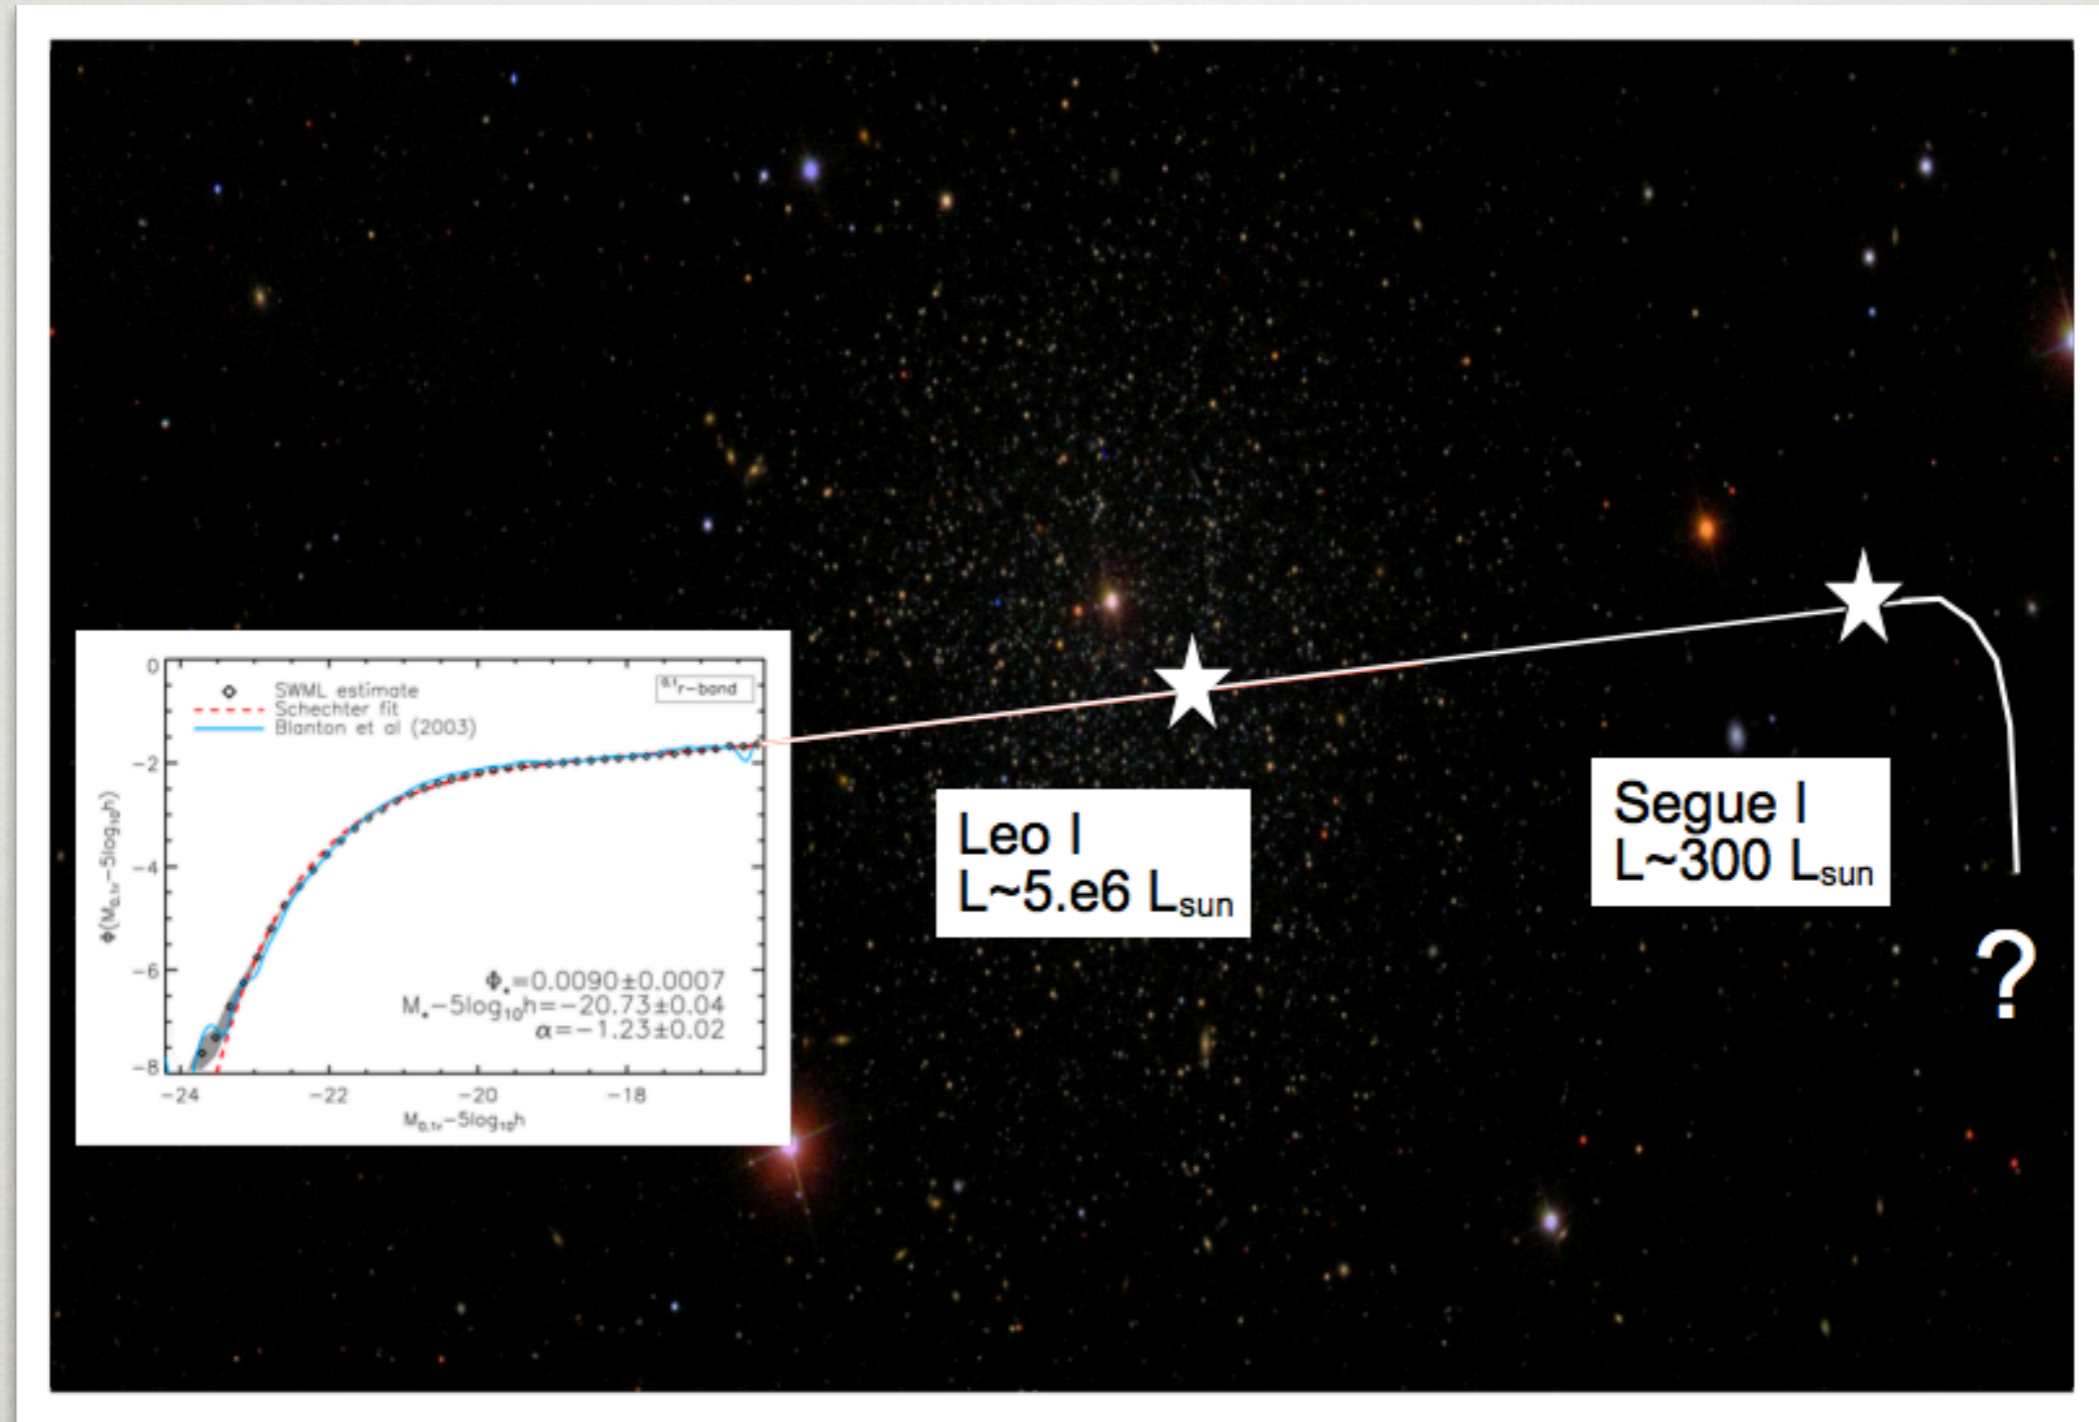 0
SWML estimate
Schechter fit
Blanton et al (2003)
0.1r-band
−2
−4
−6
−8
Φ(M0.1r−5log10h)
Φ*=0.0090±0.0007
M*−5log10h=−20.73±0.04
α=−1.23±0.02
−24 −22 −20 −18
M0.1r−5log10h
Leo I
L~5.e6 Lsun
Segue I
L~300 Lsun
?